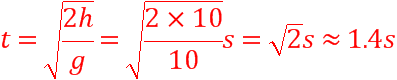 t = √(2h/g) = √((2 × 10)/10) s = √2 s ≈ 1.4s